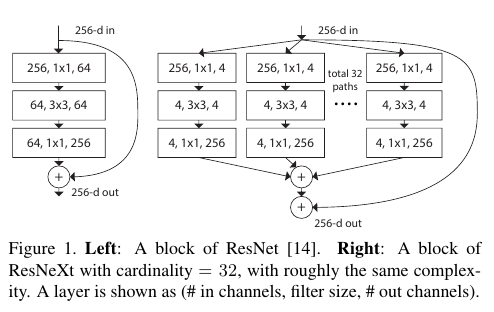 256-d in
256, 1x1, 64
64, 3x3, 64
64, 1x1, 256
+
256-d out
256-d in
256, 1x1, 4
256, 1x1, 4
total 32
paths
....
256, 1x1, 4
4, 3x3, 4
4, 3x3, 4
4, 3x3, 4
4, 1x1, 256
4, 1x1, 256
4, 1x1, 256
+
+
256-d out
Figure 1. Left: A block of ResNet [14]. Right: A block of
ResNeXt with cardinality = 32, with roughly the same complex-
ity. A layer is shown as (# in channels, filter size, # out channels).